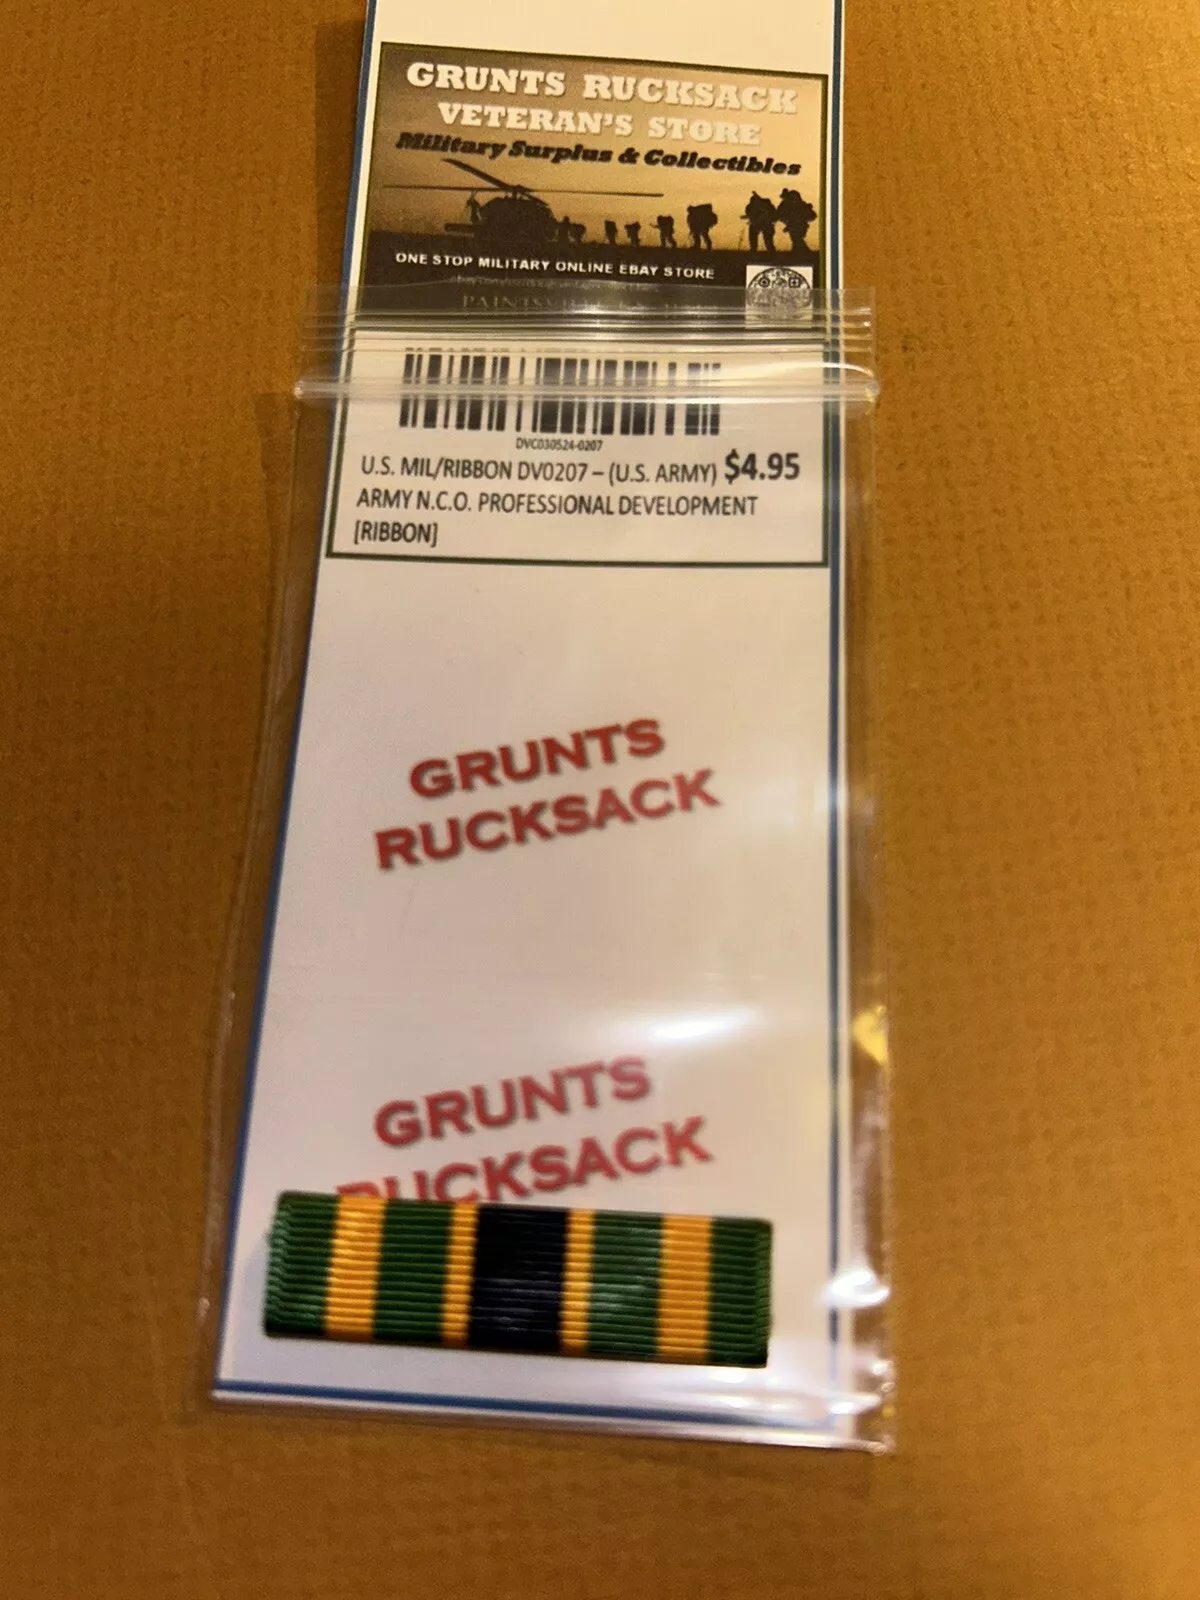 GRUNTS RUCKSACK
VETERAN'S STORE
Military Surplus & Collectibles
ONE STOP MILITARY ONLINE EBAY STORE
DVC030524-0207
U.S. MIL/RIBBON DV0207 – (U.S. ARMY) $4.95
ARMY N.C.O. PROFESSIONAL DEVELOPMENT
[RIBBON]
GRUNTS
RUCKSACK
GRUNTS
RUCKSACK